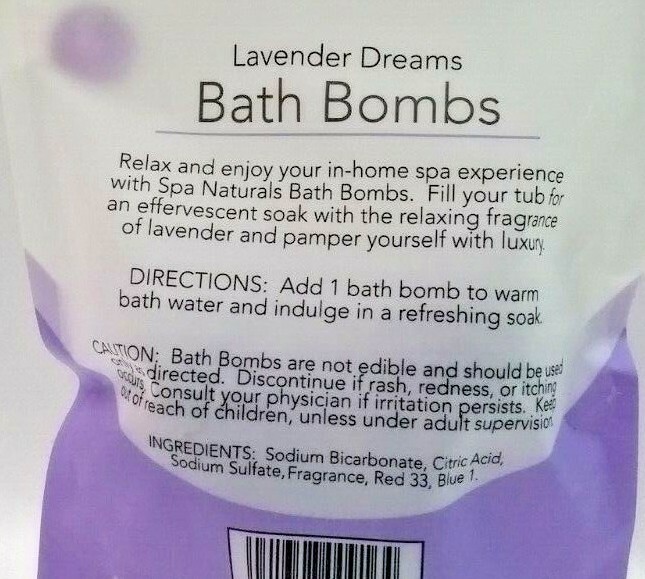 Lavender Dreams
Bath Bombs
Relax and enjoy your in-home spa experience
with Spa Naturals Bath Bombs. Fill your tub for
an effervescent soak with the relaxing fragrance
of lavender and pamper yourself with luxury.
DIRECTIONS: Add 1 bath bomb to warm
bath water and indulge in a refreshing soak.
CAUTION: Bath Bombs are not edible and should be used
only as directed. Discontinue if rash, redness, or itching
occurs. Consult your physician if irritation persists. Keep
out of reach of children, unless under adult supervision.
INGREDIENTS: Sodium Bicarbonate, Citric Acid,
Sodium Sulfate, Fragrance, Red 33, Blue 1.